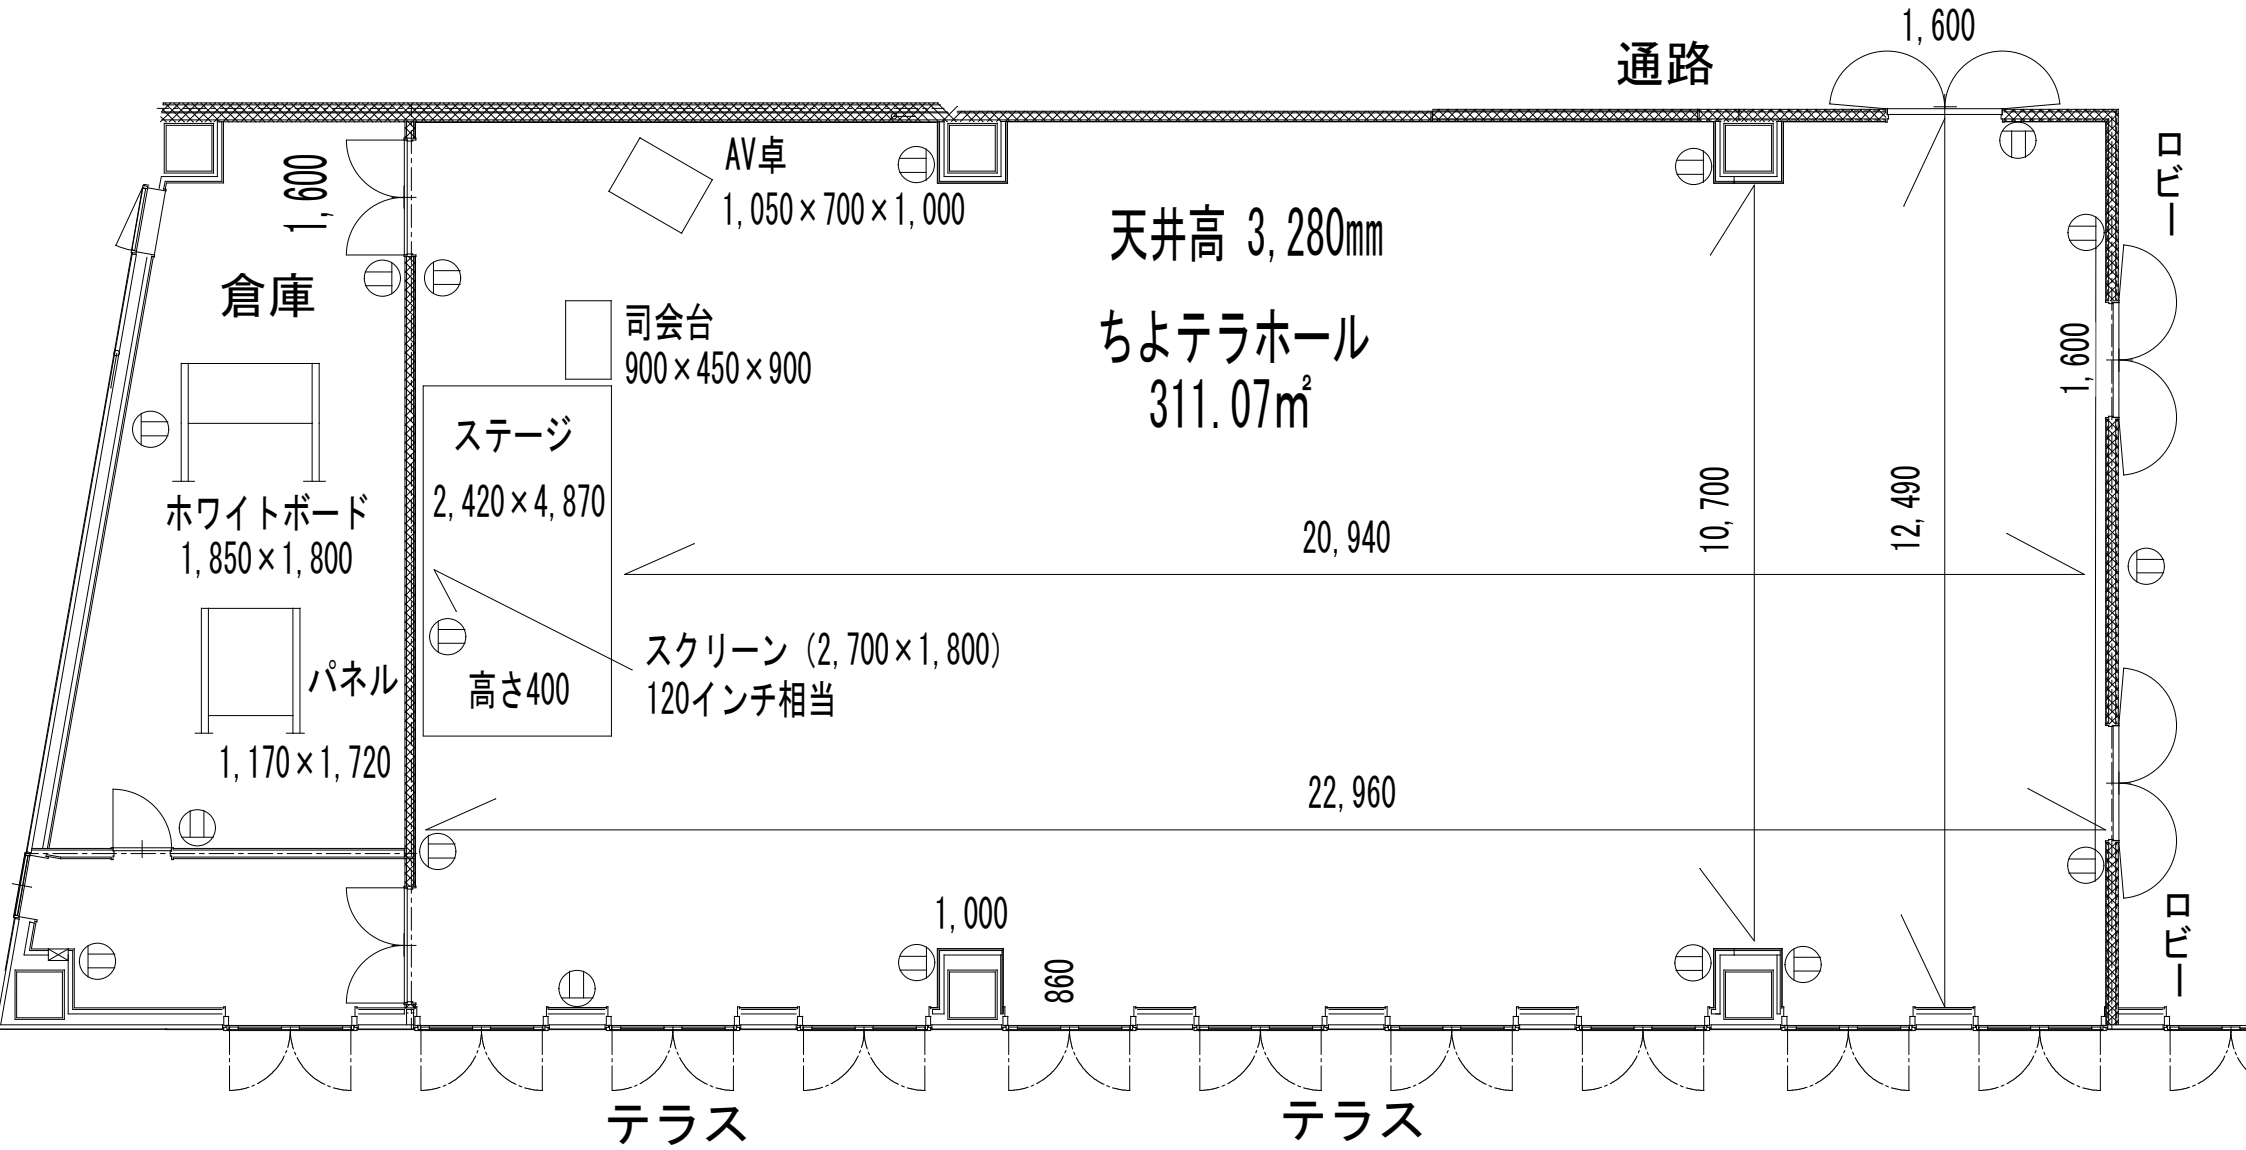 1,600
通路
ロビー
AV卓
1,050×700×1,000
1,600
天井高 3,280㎜
倉庫
司会台
900×450×900
ちよテラホール
311.07㎡
1,600
ステージ
2,420×4,870
ホワイトボード
1,850×1,800
20,940
10,700
12,490
スクリーン（2,700×1,800）
120インチ相当
高さ400
パネル
1,170×1,720
22,960
1,000
860
ロビー
テラス
テラス